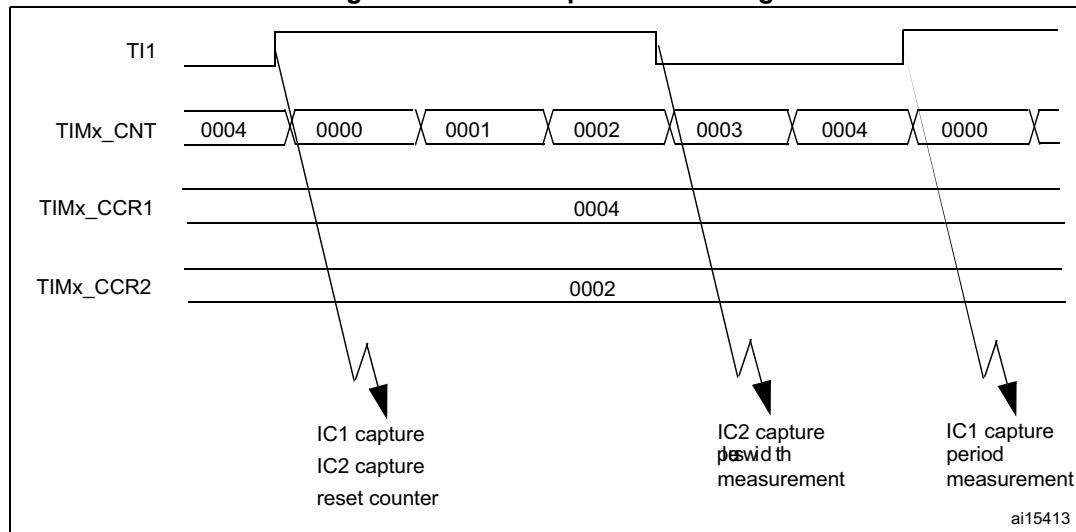 TI1
TIMx_CNT 0004 0000 0001 0002 0003 0004 0000
TIMx_CCR1 0004
TIMx_CCR2 0002
IC1 capture
IC2 capture
reset counter
IC2 capture
measurement
IC1 capture
period
measurement
ai15413